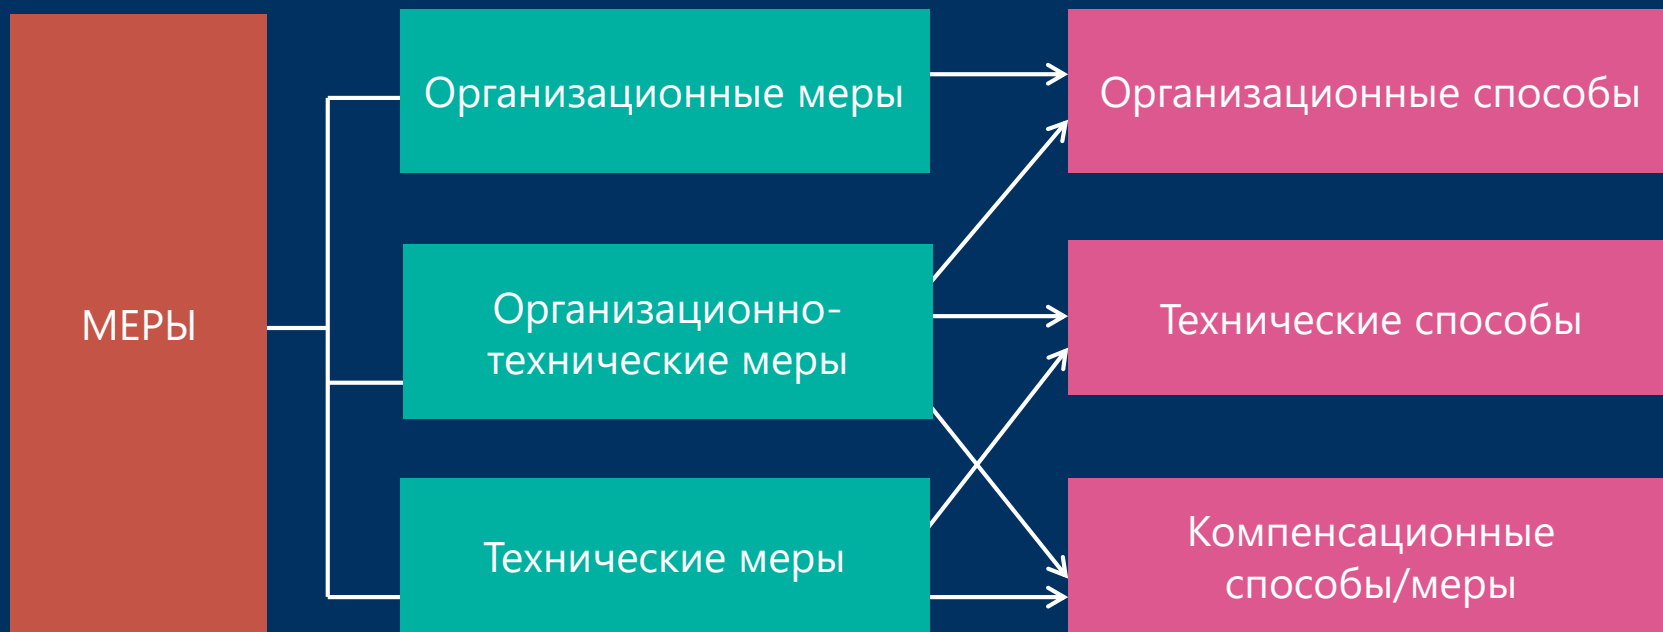 МЕРЫ
Организационные меры
Организационно-
технические меры
Технические меры
Организационные способы
Технические способы
Компенсационные
способы/меры